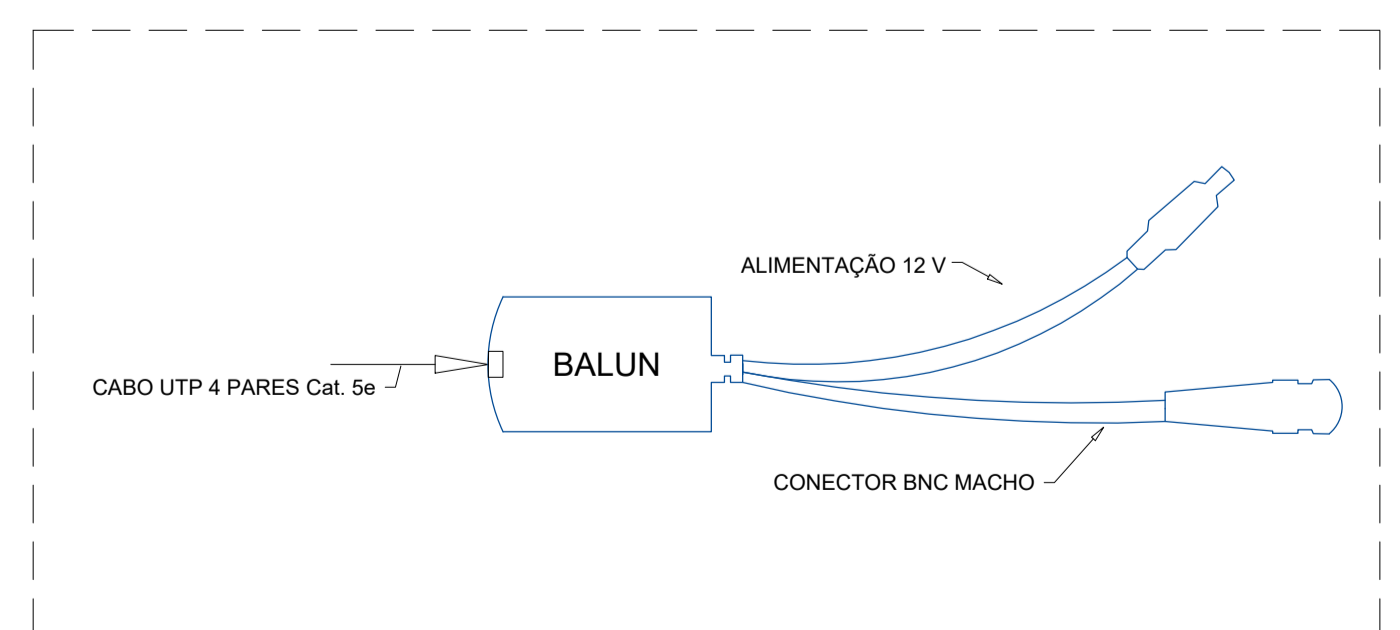 ALIMENTAÇÃO 12 V
BALUN
CABO UTP 4 PARES Cat. 5e
CONECTOR BNC MACHO